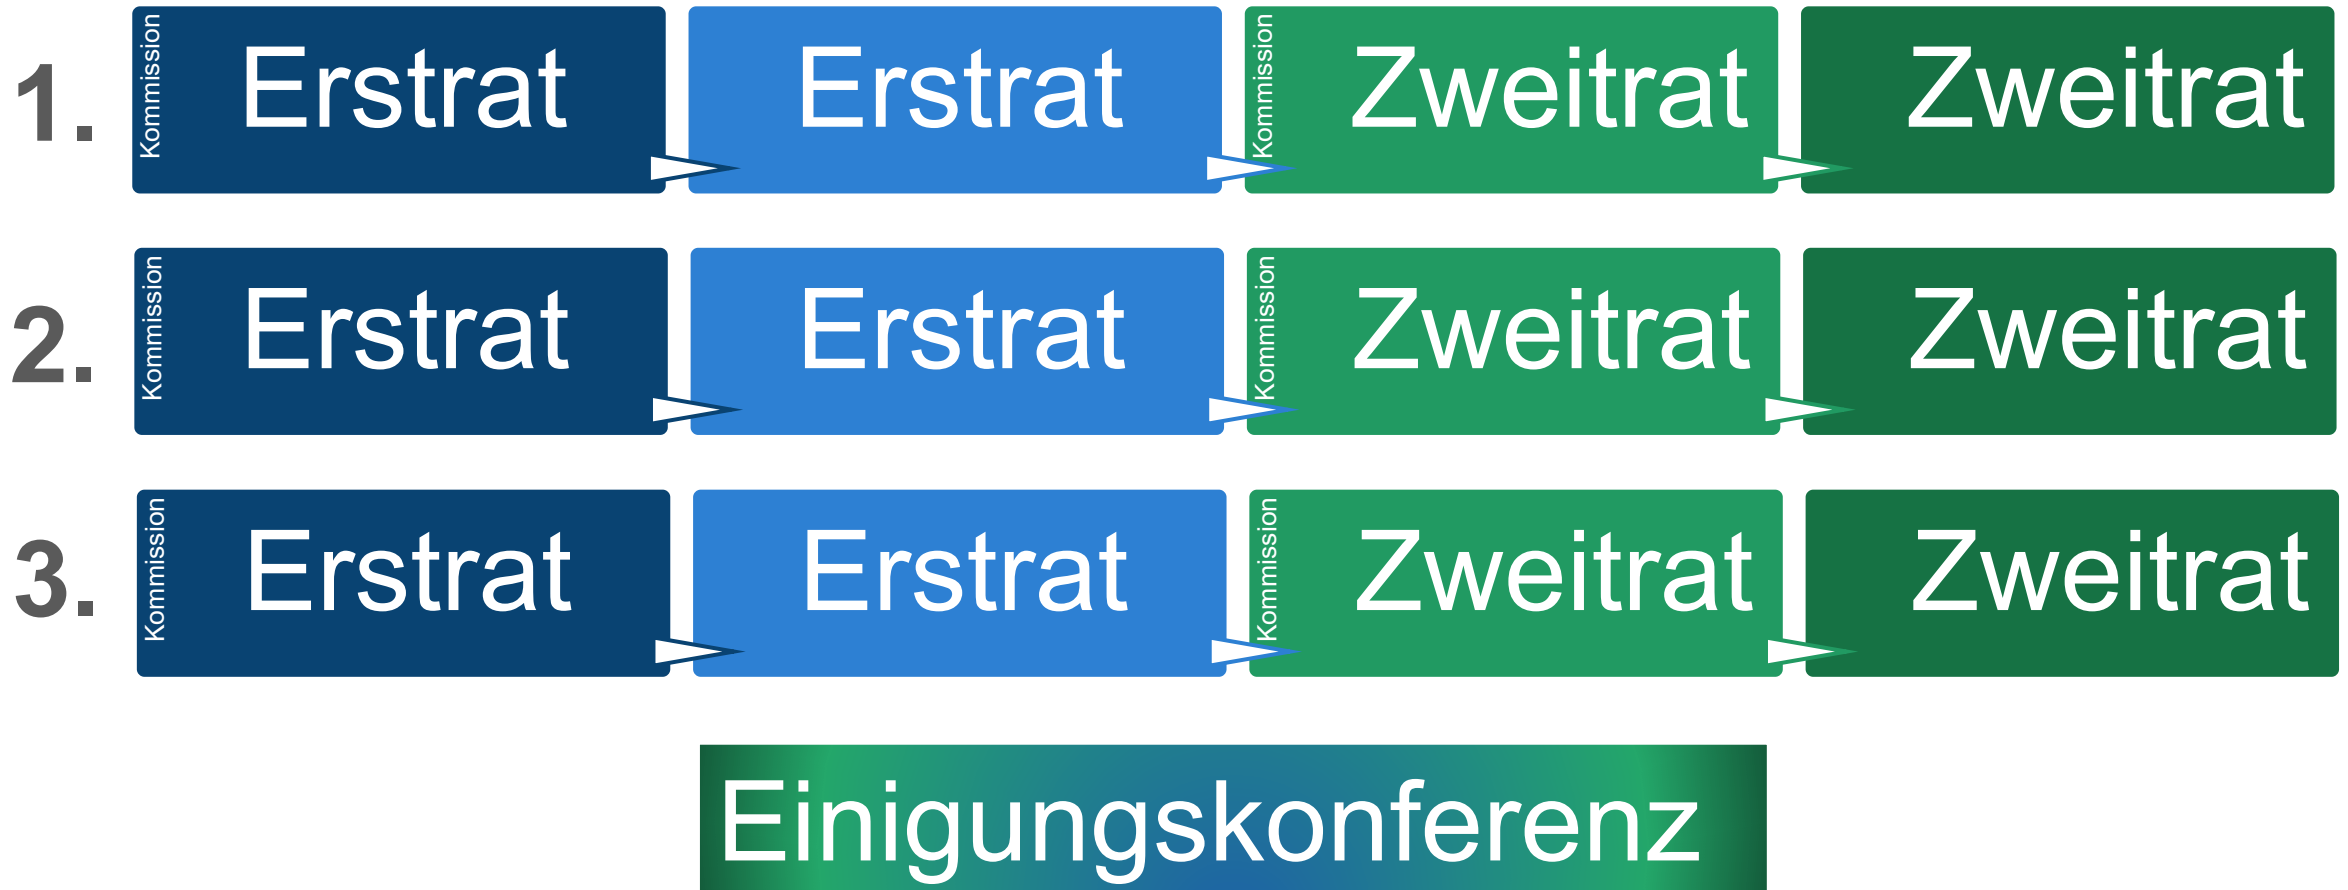 1. Kommission Erstrat Erstrat Kommission Zweitrat Zweitrat
2. Kommission Erstrat Erstrat Kommission Zweitrat Zweitrat
3. Kommission Erstrat Erstrat Kommission Zweitrat Zweitrat
Einigungskonferenz